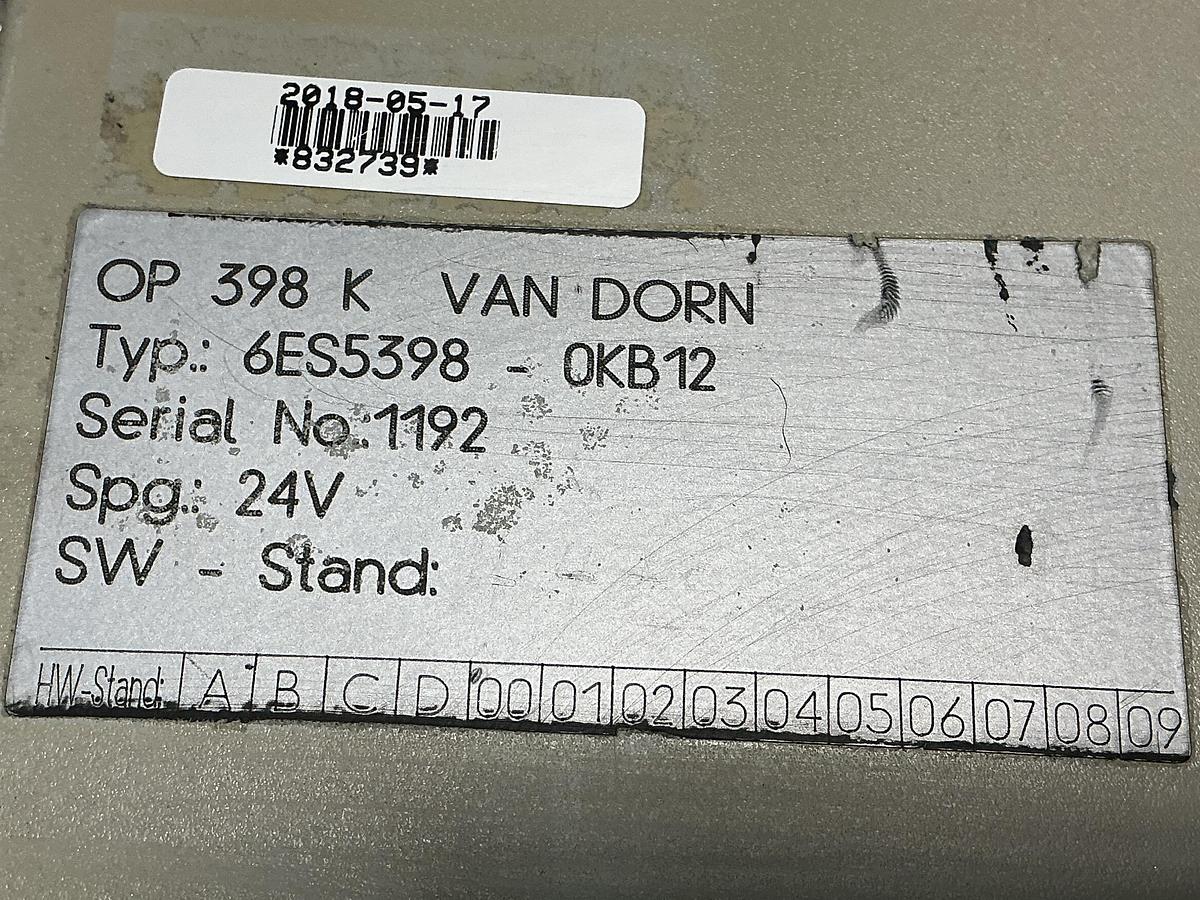 2018-05-17
*832739*
OP 398 K VAN DORN
Typ.: 6ES5398 - 0KB12
Serial No.:1192
Spg.: 24V
SW - Stand:
HW-Stand: A B C D 00 01 02 03 04 05 06 07 08 09